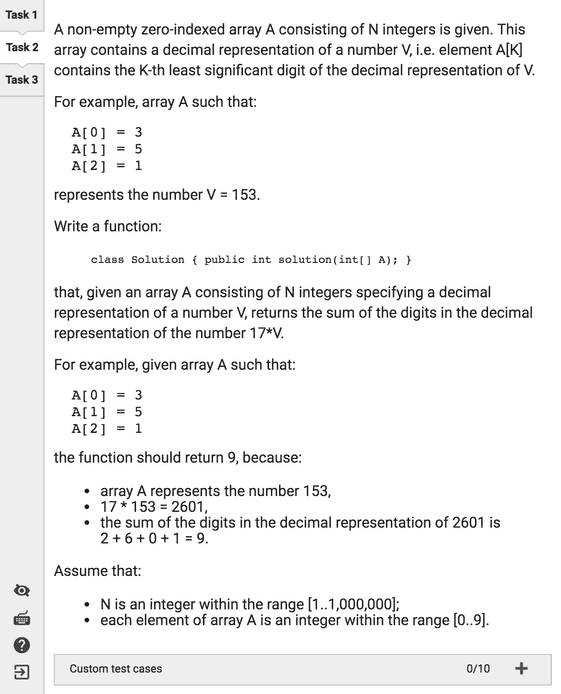 Task 1
Task 2
Task 3
A non-empty zero-indexed array A consisting of N integers is given. This
array contains a decimal representation of a number V, i.e. element A[K]
contains the K-th least significant digit of the decimal representation of V.
For example, array A such that:
A[0] = 3
A[1] = 5
A[2] = 1
represents the number V = 153.
Write a function:
class Solution { public int solution(int[] A); }
that, given an array A consisting of N integers specifying a decimal
representation of a number V, returns the sum of the digits in the decimal
representation of the number 17*V.
For example, given array A such that:
A[0] = 3
A[1] = 5
A[2] = 1
the function should return 9, because:
• array A represents the number 153,
• 17 * 153 = 2601,
• the sum of the digits in the decimal representation of 2601 is
2 + 6 + 0 + 1 = 9.
Assume that:
• N is an integer within the range [1..1,000,000];
• each element of array A is an integer within the range [0..9].
Custom test cases 0/10 +